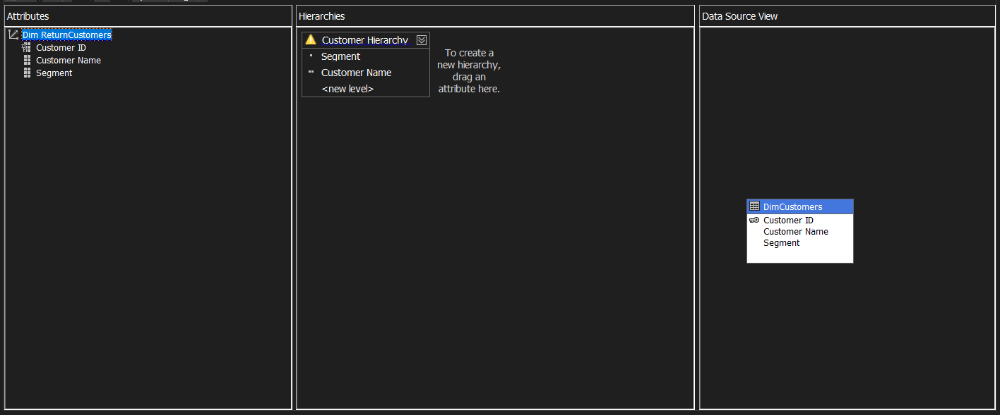 Attributes
Dim ReturnCustomers
Customer ID
Customer Name
Segment
Hierarchies
Customer Hierarchy
Segment
Customer Name
<new level>
To create a
new hierarchy,
drag an
attribute here.
Data Source View
DimCustomers
Customer ID
Customer Name
Segment